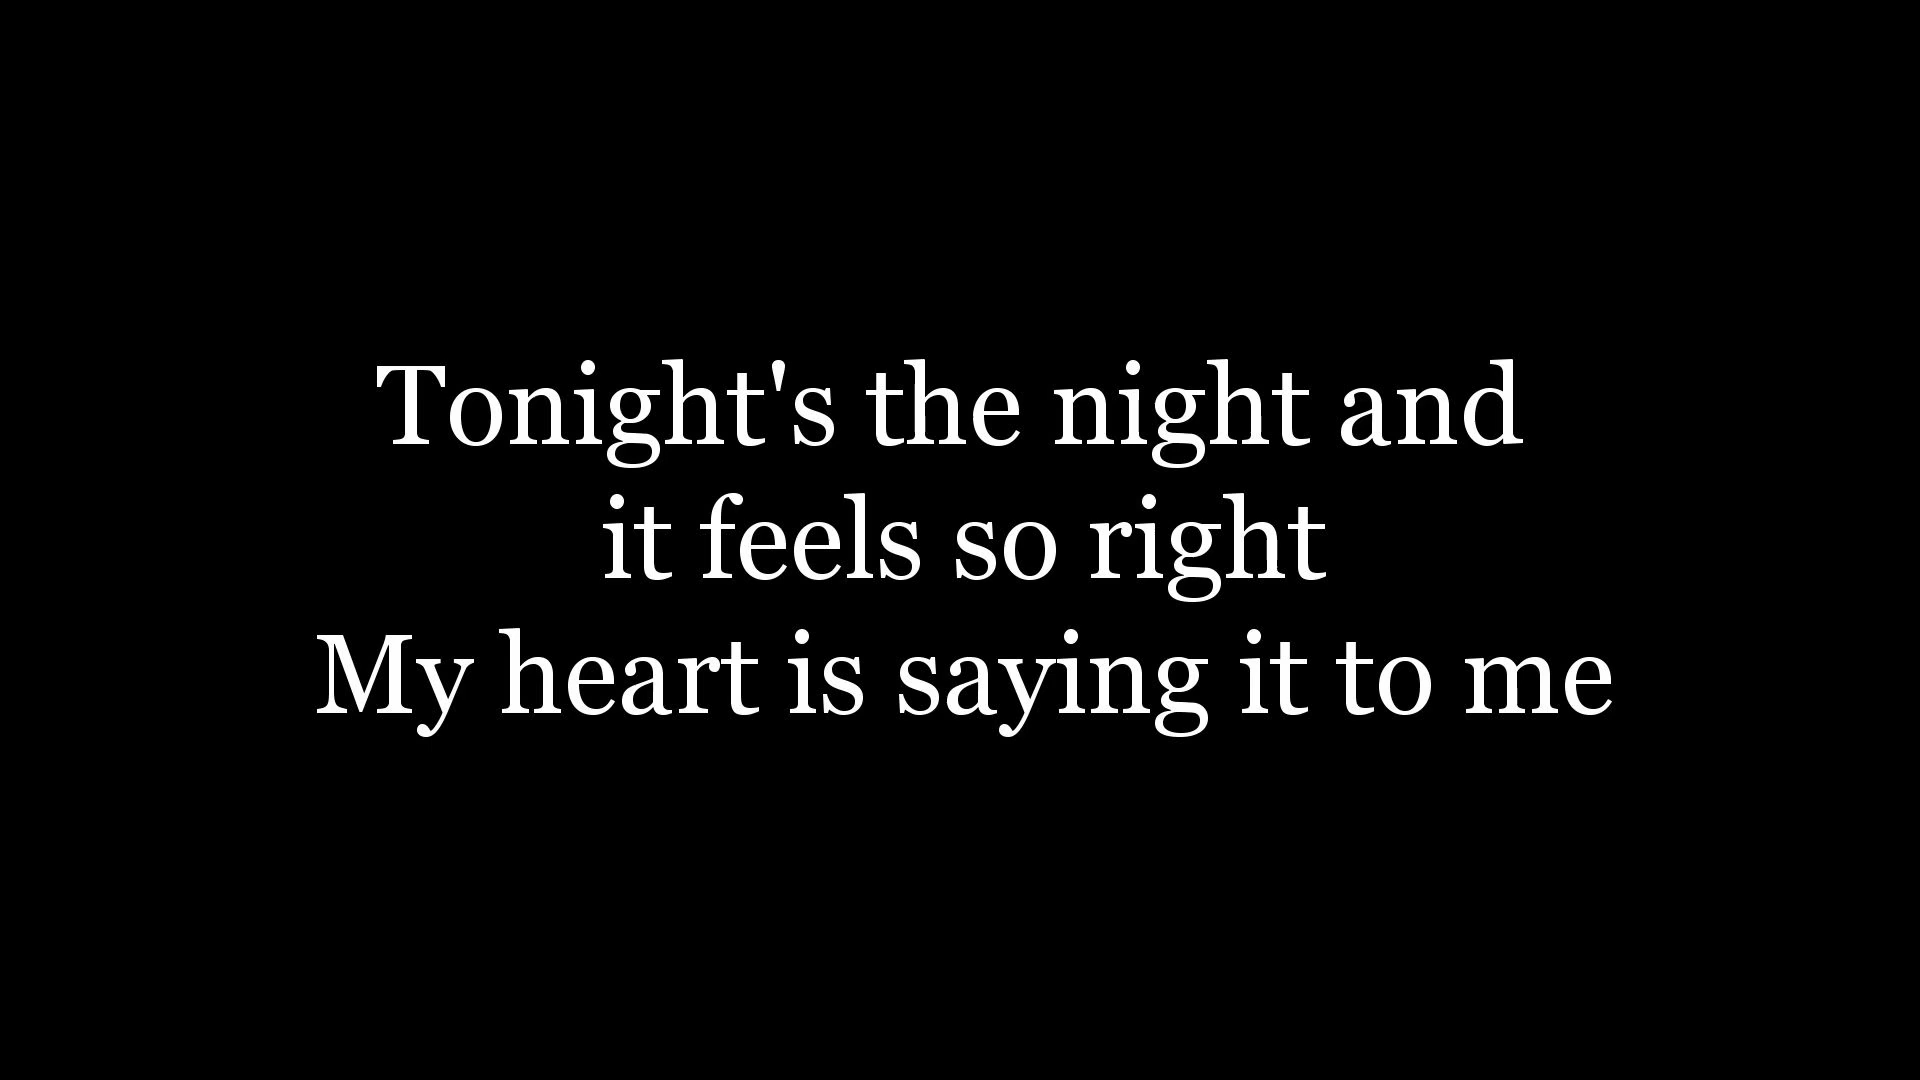 Tonight's the night and
it feels so right
My heart is saying it to me